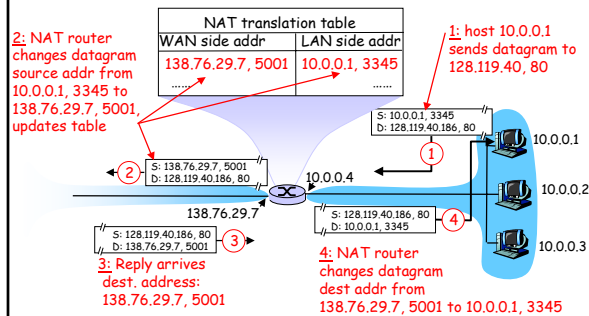 NAT translation table
WAN side addr LAN side addr
138.76.29.7, 5001 10.0.0.1, 3345
...... ......
2: NAT router
changes datagram
source addr from
10.0.0.1, 3345 to
138.76.29.7, 5001,
updates table
1: host 10.0.0.1
sends datagram to
128.119.40, 80
S: 10.0.0.1, 3345
D: 128.119.40.186, 80
1
10.0.0.1
10.0.0.2
10.0.0.3
2
S: 138.76.29.7, 5001
D: 128.119.40.186, 80
10.0.0.4
138.76.29.7
S: 128.119.40.186, 80
D: 10.0.0.1, 3345
4
S: 128.119.40.186, 80
D: 138.76.29.7, 5001
3
3: Reply arrives
dest. address:
138.76.29.7, 5001
4: NAT router
changes datagram
dest addr from
138.76.29.7, 5001 to 10.0.0.1, 3345